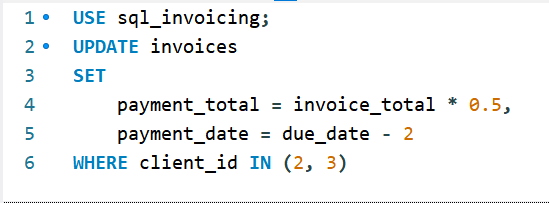 1 USE sql_invoicing;
2 UPDATE invoices
3 SET
4 payment_total = invoice_total * 0.5,
5 payment_date = due_date - 2
6 WHERE client_id IN (2, 3)